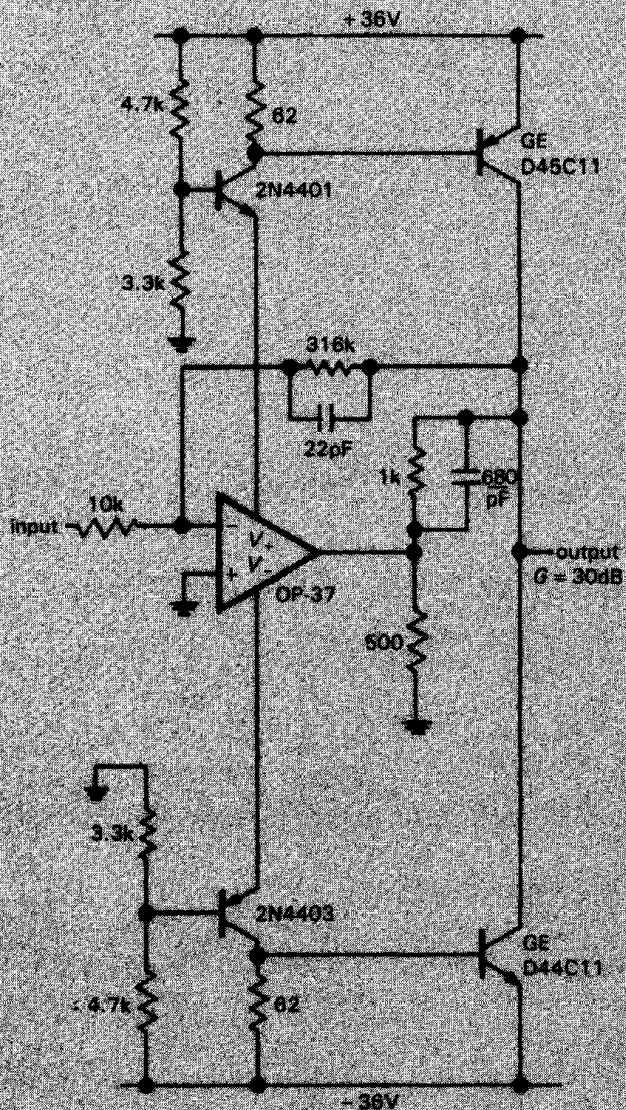 + 36V
4.7k
62
GE
D45C11
2N4401
3.3k
316k
22pF
1k
680
pF
10k
input
−
V+
V−
+
OP-37
output
G = 30dB
500
3.3k
2N4403
GE
D44C11
4.7k
62
− 36V